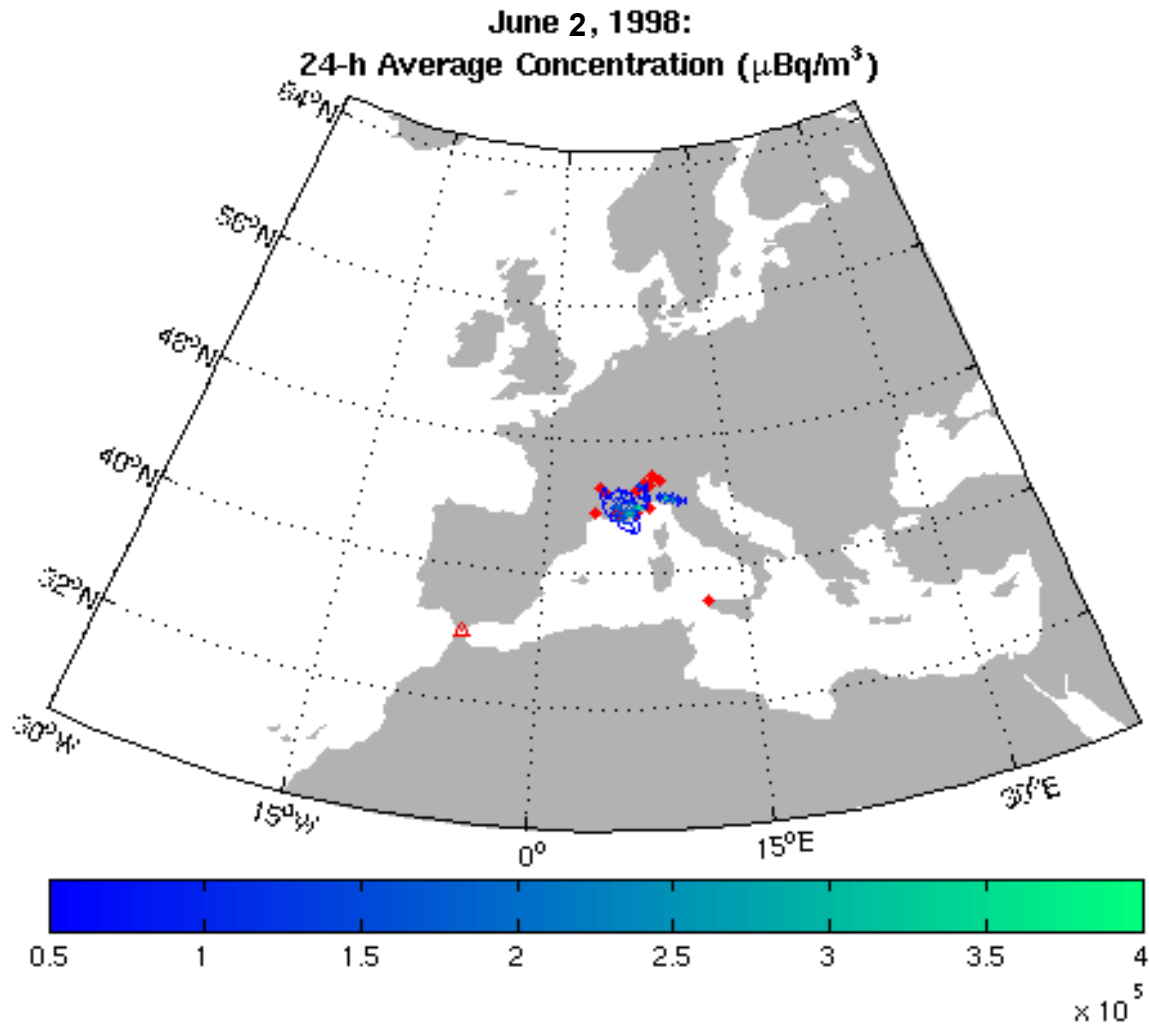 June 2, 1998:
24-h Average Concentration (μBq/m³)
64°N
56°N
48°N
40°N
32°N
30°W
15°W
0°
15°E
30°E
0.5 1 1.5 2 2.5 3 3.5 4
x 10⁵